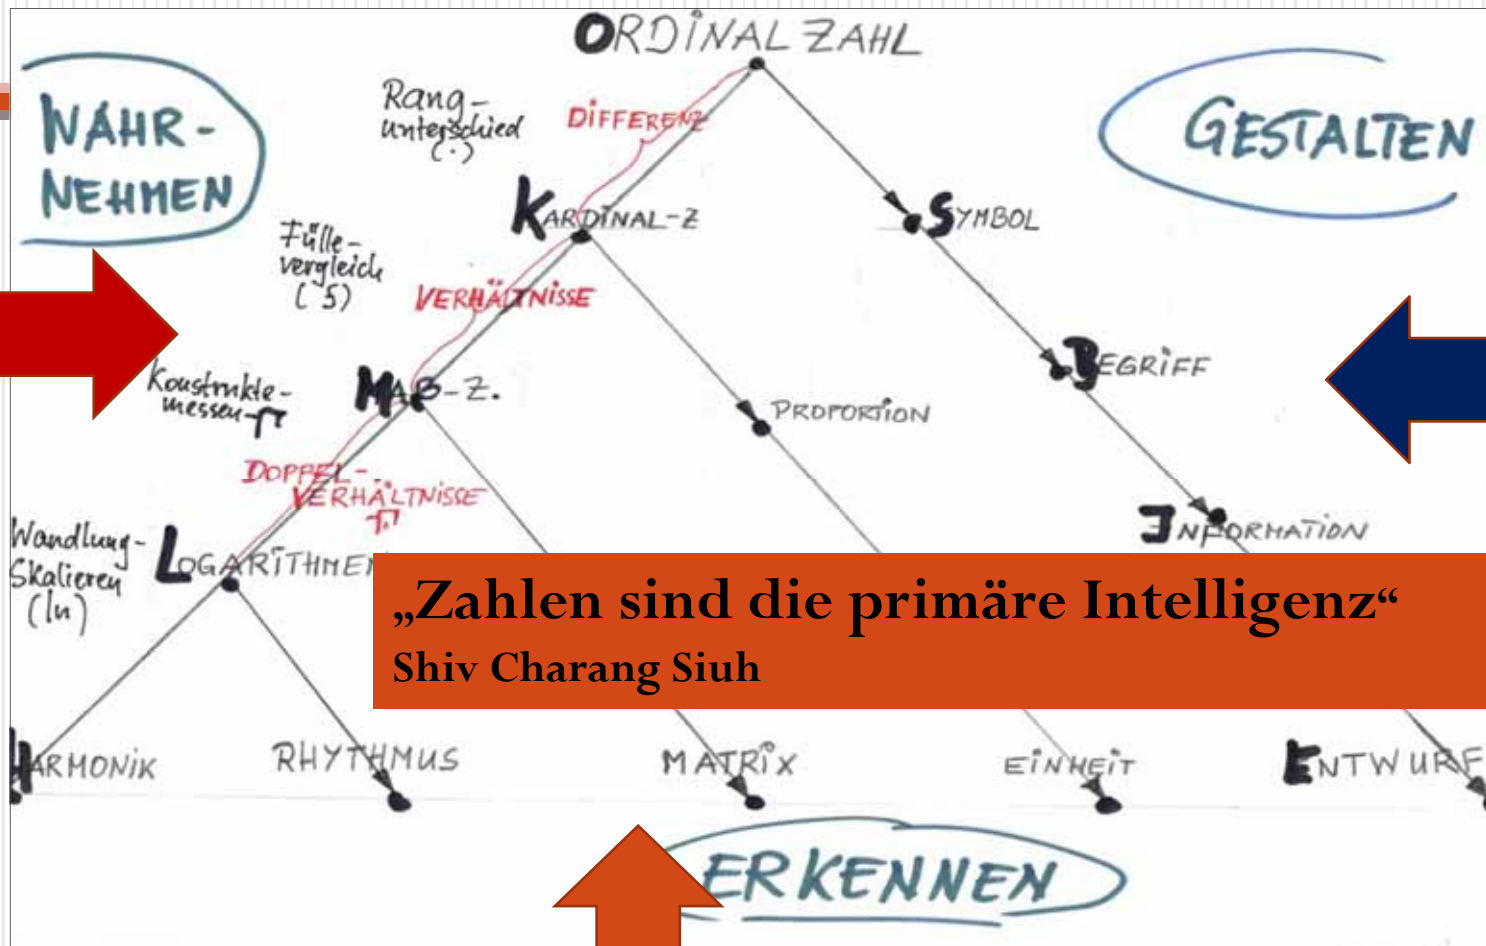 ORDINALZAHL
WAHR-
NEHMEN
Rang-
unterschied
(·)
DIFFERENZ
GESTALTEN
KARDINAL-Z
SYMBOL
Fülle-
vergleich
( 5)
VERHÄLTNISSE
Konstrukte-
messen
MAß-Z.
BEGRIFF
PROPORTION
DOPPEL-
VERHÄLTNISSE
INFORMATION
Wandlung-
Skalieren
(ln)
LOGARITHMEN
„Zahlen sind die primäre Intelligenz“
Shiv Charang Siuh
HARMONIK
RHYTHMUS
MATRIX
EINHEIT
ENTWURF
ERKENNEN